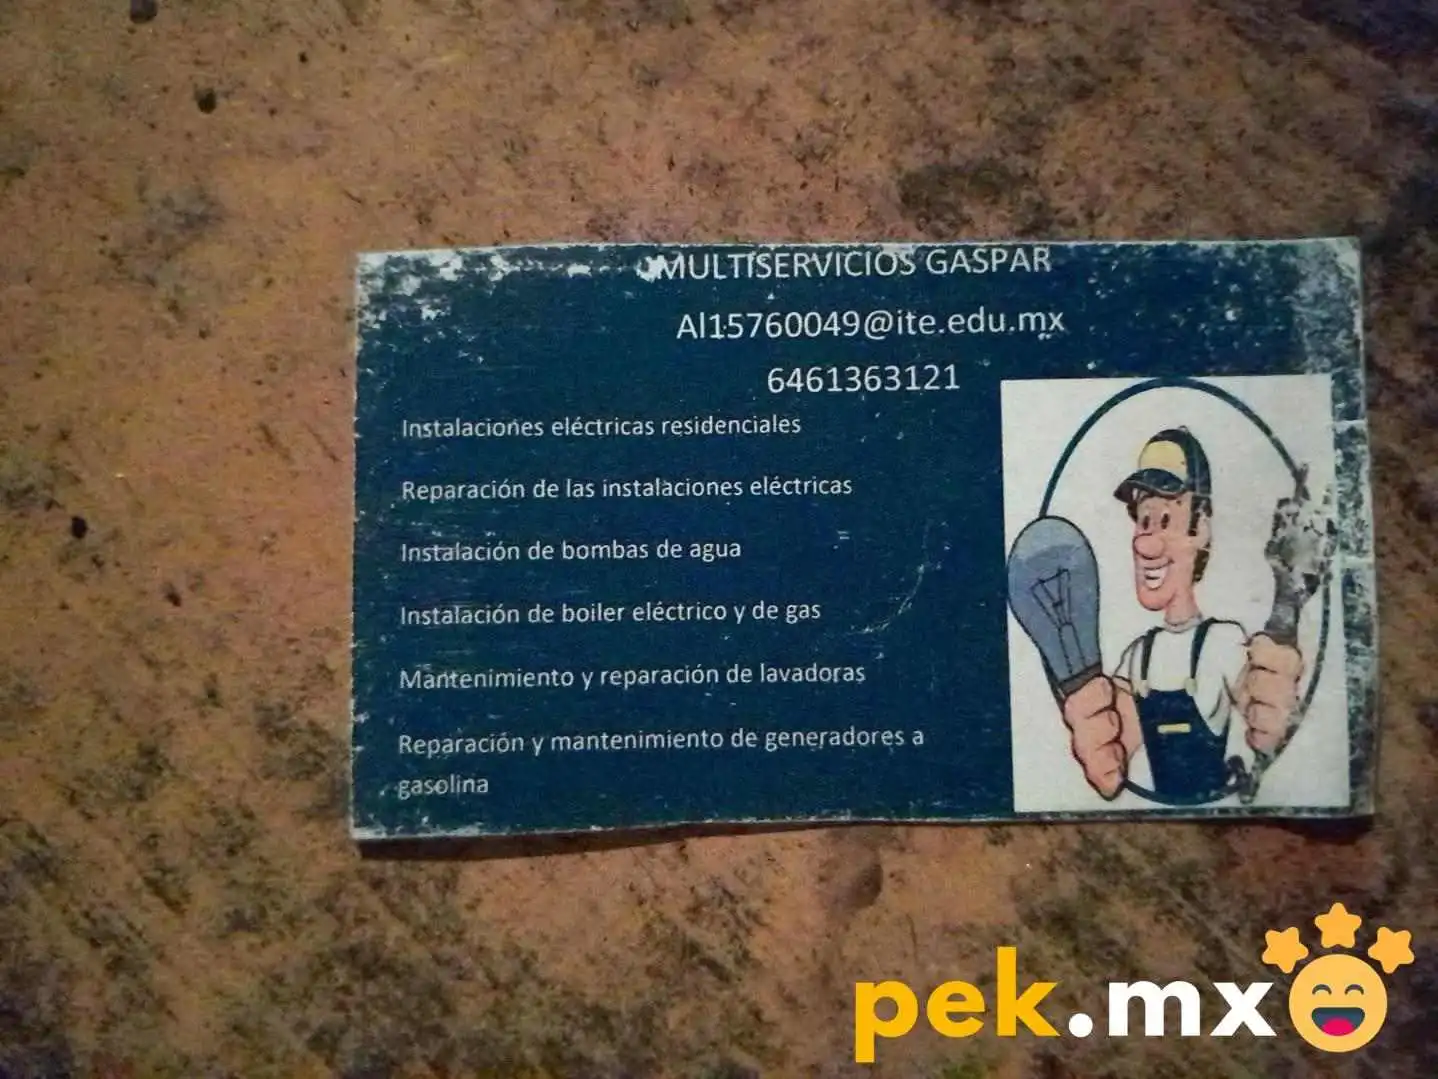 MULTISERVICIOS GASPAR
Al15760049@ite.edu.mx
6461363121
Instalaciones eléctricas residenciales
Reparación de las instalaciones eléctricas
Instalación de bombas de agua
Instalación de boiler eléctrico y de gas
Mantenimiento y reparación de lavadoras
Reparación y mantenimiento de generadores a
gasolina
pek.mx